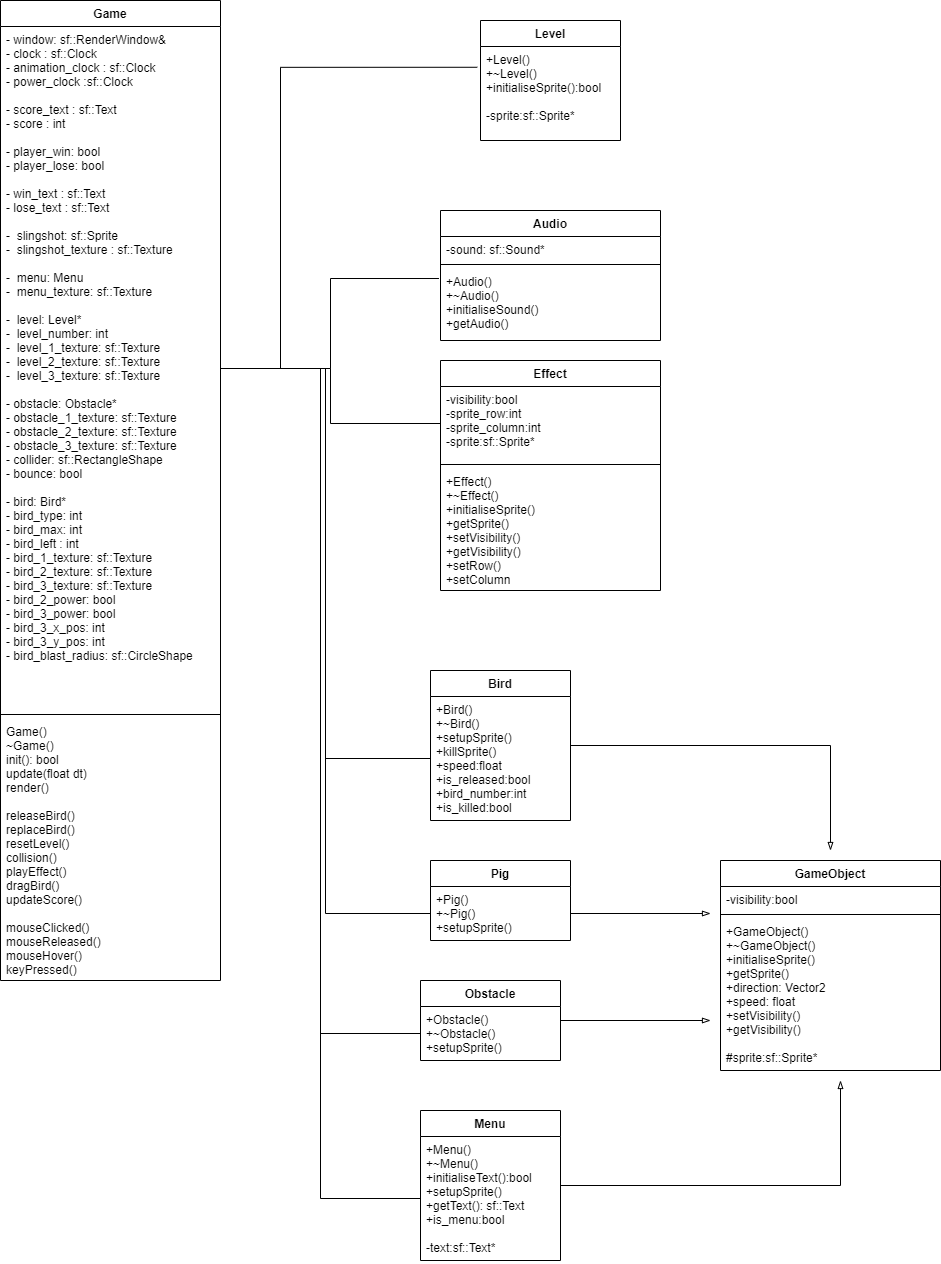 Game
- window: sf::RenderWindow&
- clock : sf::Clock
- animation_clock : sf::Clock
- power_clock :sf::Clock
- score_text : sf::Text
- score : int
- player_win: bool
- player_lose: bool
- win_text : sf::Text
- lose_text : sf::Text
-  slingshot: sf::Sprite
-  slingshot_texture : sf::Texture
-  menu: Menu
-  menu_texture: sf::Texture
-  level: Level*
-  level_number: int
-  level_1_texture: sf::Texture
-  level_2_texture: sf::Texture
-  level_3_texture: sf::Texture
- obstacle: Obstacle*
- obstacle_1_texture: sf::Texture
- obstacle_2_texture: sf::Texture
- obstacle_3_texture: sf::Texture
- collider: sf::RectangleShape
- bounce: bool
- bird: Bird*
- bird_type: int
- bird_max: int
- bird_left : int
- bird_1_texture: sf::Texture
- bird_2_texture: sf::Texture
- bird_3_texture: sf::Texture
- bird_2_power: bool
- bird_3_power: bool
- bird_3_x_pos: int
- bird_3_y_pos: int
- bird_blast_radius: sf::CircleShape
Game()
~Game()
init(): bool
update(float dt)
render()
releaseBird()
replaceBird()
resetLevel()
collision()
playEffect()
dragBird()
updateScore()
mouseClicked()
mouseReleased()
mouseHover()
keyPressed()
Level
+Level()
+~Level()
+initialiseSprite():bool
-sprite:sf::Sprite*
Audio
-sound: sf::Sound*
+Audio()
+~Audio()
+initialiseSound()
+getAudio()
Effect
-visibility:bool
-sprite_row:int
-sprite_column:int
-sprite:sf::Sprite*
+Effect()
+~Effect()
+initialiseSprite()
+getSprite()
+setVisibility()
+getVisibility()
+setRow()
+setColumn
Bird
+Bird()
+~Bird()
+setupSprite()
+killSprite()
+speed:float
+is_released:bool
+bird_number:int
+is_killed:bool
Pig
+Pig()
+~Pig()
+setupSprite()
Obstacle
+Obstacle()
+~Obstacle()
+setupSprite()
Menu
+Menu()
+~Menu()
+initialiseText():bool
+setupSprite()
+getText(): sf::Text
+is_menu:bool
-text:sf::Text*
GameObject
-visibility:bool
+GameObject()
+~GameObject()
+initialiseSprite()
+getSprite()
+direction: Vector2
+speed: float
+setVisibility()
+getVisibility()
#sprite:sf::Sprite*